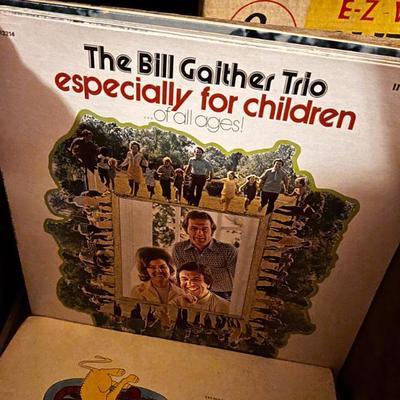 E-Z
The Bill Gaither Trio
especially for children
...of all ages!